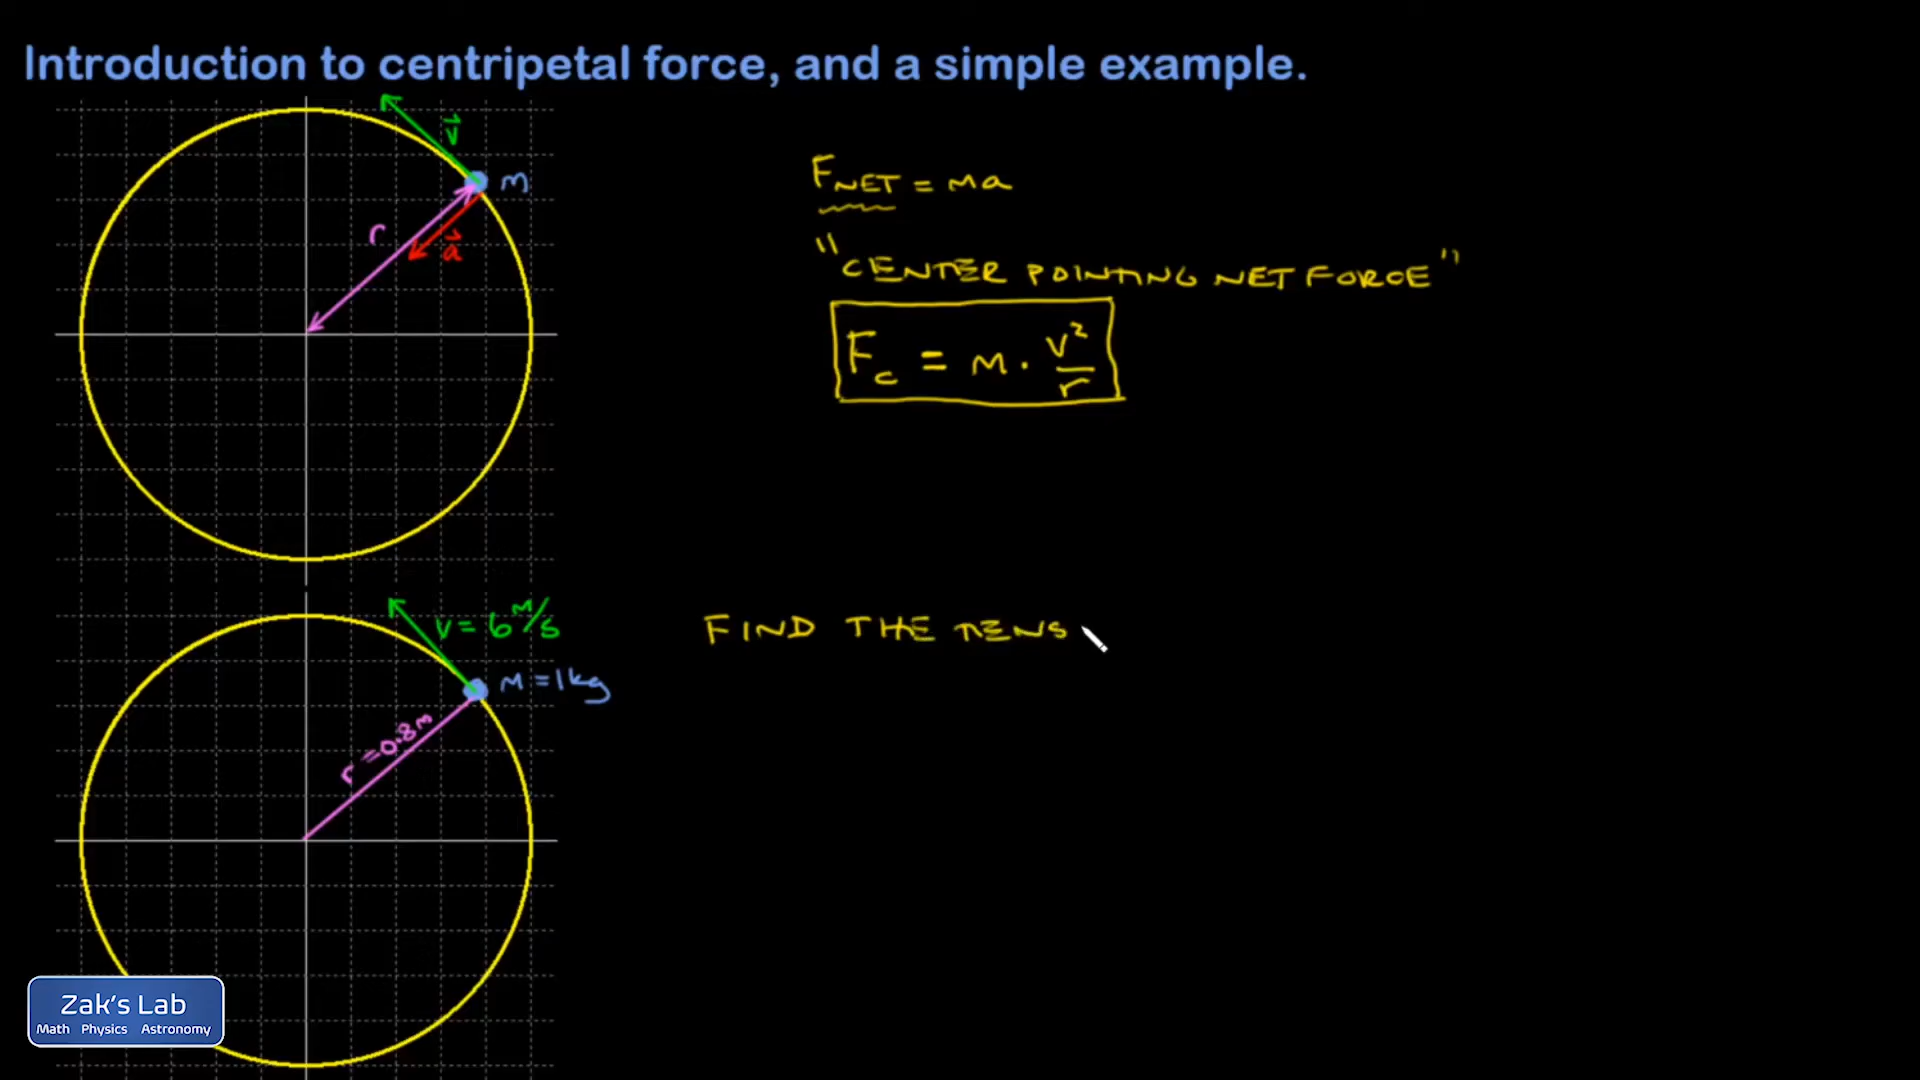 Introduction to centripetal force, and a simple example.
v
m
r
a
F_NET = ma
"CENTER POINTING NET FORCE"
F_c = m · v²/r
v = 6 m/s
m = 1kg
r = 0.8m
FIND THE TENS
Zak's Lab
Math Physics Astronomy